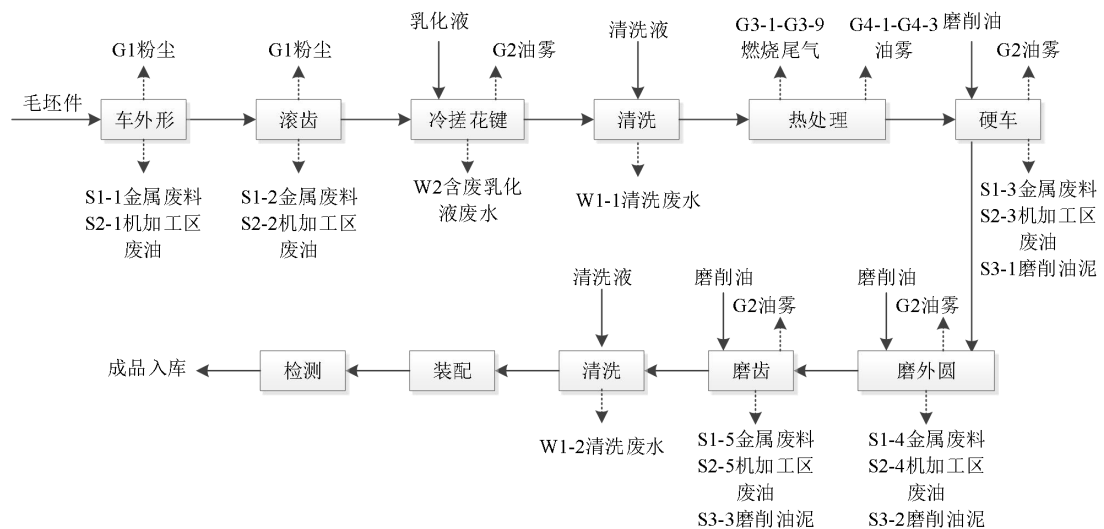 毛坯件
G1粉尘
车外形
S1-1金属废料
S2-1机加工区
废油
G1粉尘
滚齿
S1-2金属废料
S2-2机加工区
废油
乳化液
G2油雾
冷搓花键
W2含废乳化
液废水
清洗液
清洗
W1-1清洗废水
G3-1-G3-9
燃烧尾气
G4-1-G4-3
油雾
热处理
磨削油
G2油雾
硬车
S1-3金属废料
S2-3机加工区
废油
S3-1磨削油泥
磨削油
G2油雾
磨外圆
S1-4金属废料
S2-4机加工区
废油
S3-2磨削油泥
磨削油
G2油雾
磨齿
S1-5金属废料
S2-5机加工区
废油
S3-3磨削油泥
清洗液
清洗
W1-2清洗废水
装配
检测
成品入库